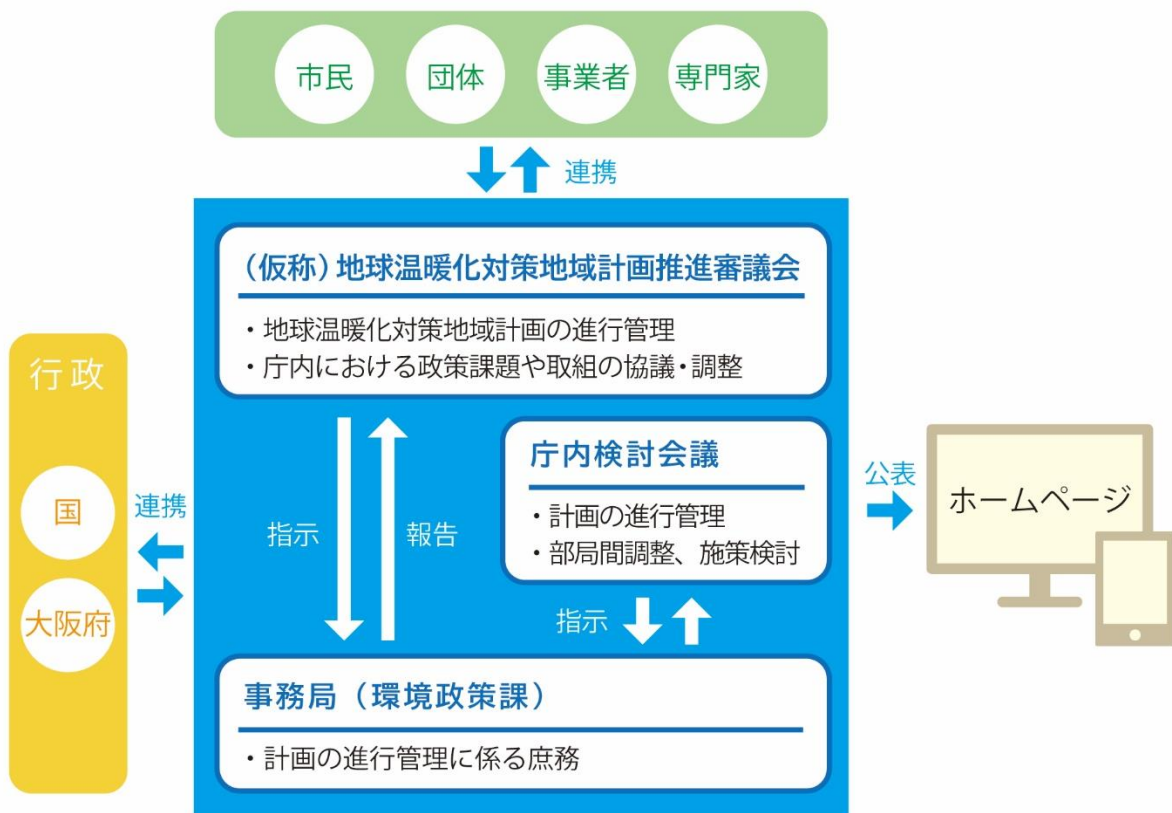 市民
団体
事業者
専門家
連携
(仮称)地球温暖化対策地域計画推進審議会
・地球温暖化対策地域計画の進行管理
・庁内における政策課題や取組の協議・調整
行政
国
大阪府
連携
指示
報告
庁内検討会議
・計画の進行管理
・部局間調整、施策検討
指示
事務局（環境政策課）
・計画の進行管理に係る庶務
公表
ホームページ